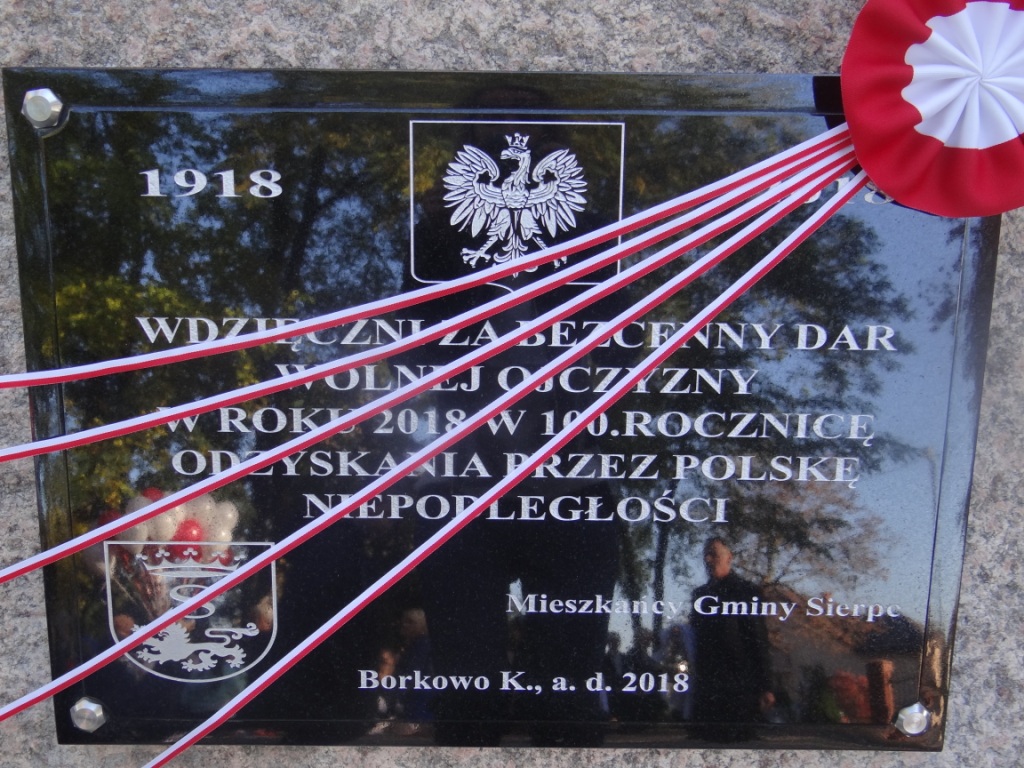 1918
WDZIĘCZNI ZA BEZCENNY DAR
WOLNEJ OJCZYZNY
W ROKU 2018 W 100.ROCZNICĘ
ODZYSKANIA PRZEZ POLSKĘ
NIEPODLEGŁOŚCI
S
Mieszkańcy Gminy Sierpc
Borkowo K., a. d. 2018